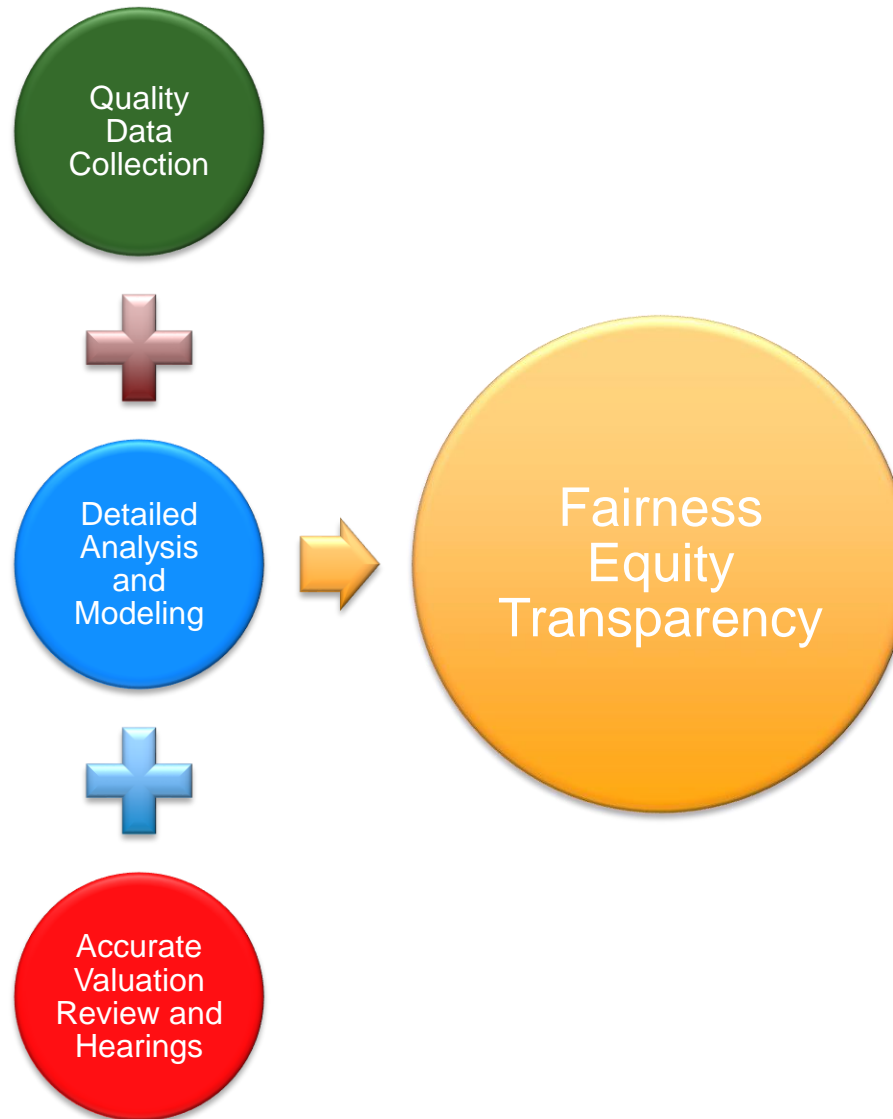 Quality
Data
Collection
Detailed
Analysis
and
Modeling
Accurate
Valuation
Review and
Hearings
Fairness
Equity
Transparency